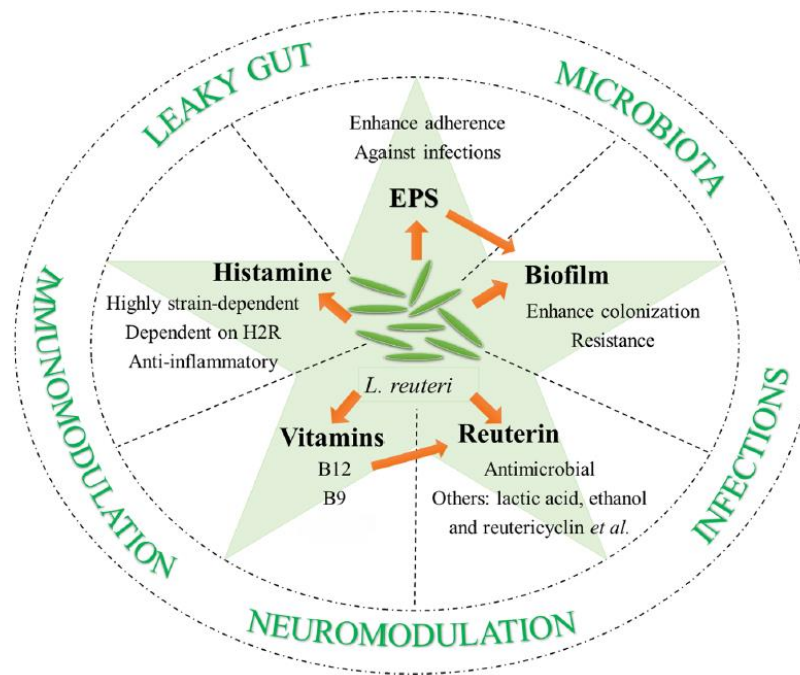 LEAKY GUT
MICROBIOTA
Enhance adherence
Against infections
EPS
Histamine
Highly strain-dependent
Dependent on H2R
Anti-inflammatory
Biofilm
Enhance colonization
Resistance
L. reuteri
Vitamins
B12
B9
Reuterin
Antimicrobial
Others: lactic acid, ethanol
and reutericyclin et al.
IMMUNOMODULATION
INFECTIONS
NEUROMODULATION